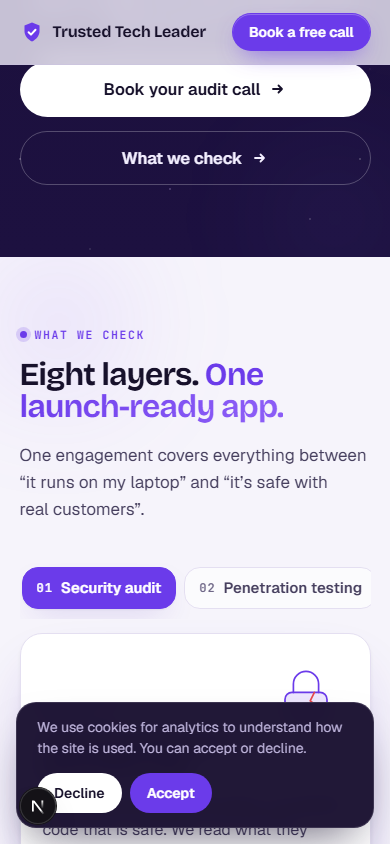 Trusted Tech Leader
Book a free call
Book your audit call →
What we check →
WHAT WE CHECK
Eight layers. One
launch-ready app.
One engagement covers everything between
“it runs on my laptop” and “it’s safe with
real customers”.
01 Security audit
02 Penetration testing
We use cookies for analytics to understand how
the site is used. You can accept or decline.
N
Decline
Accept
code that is safe. We read what they